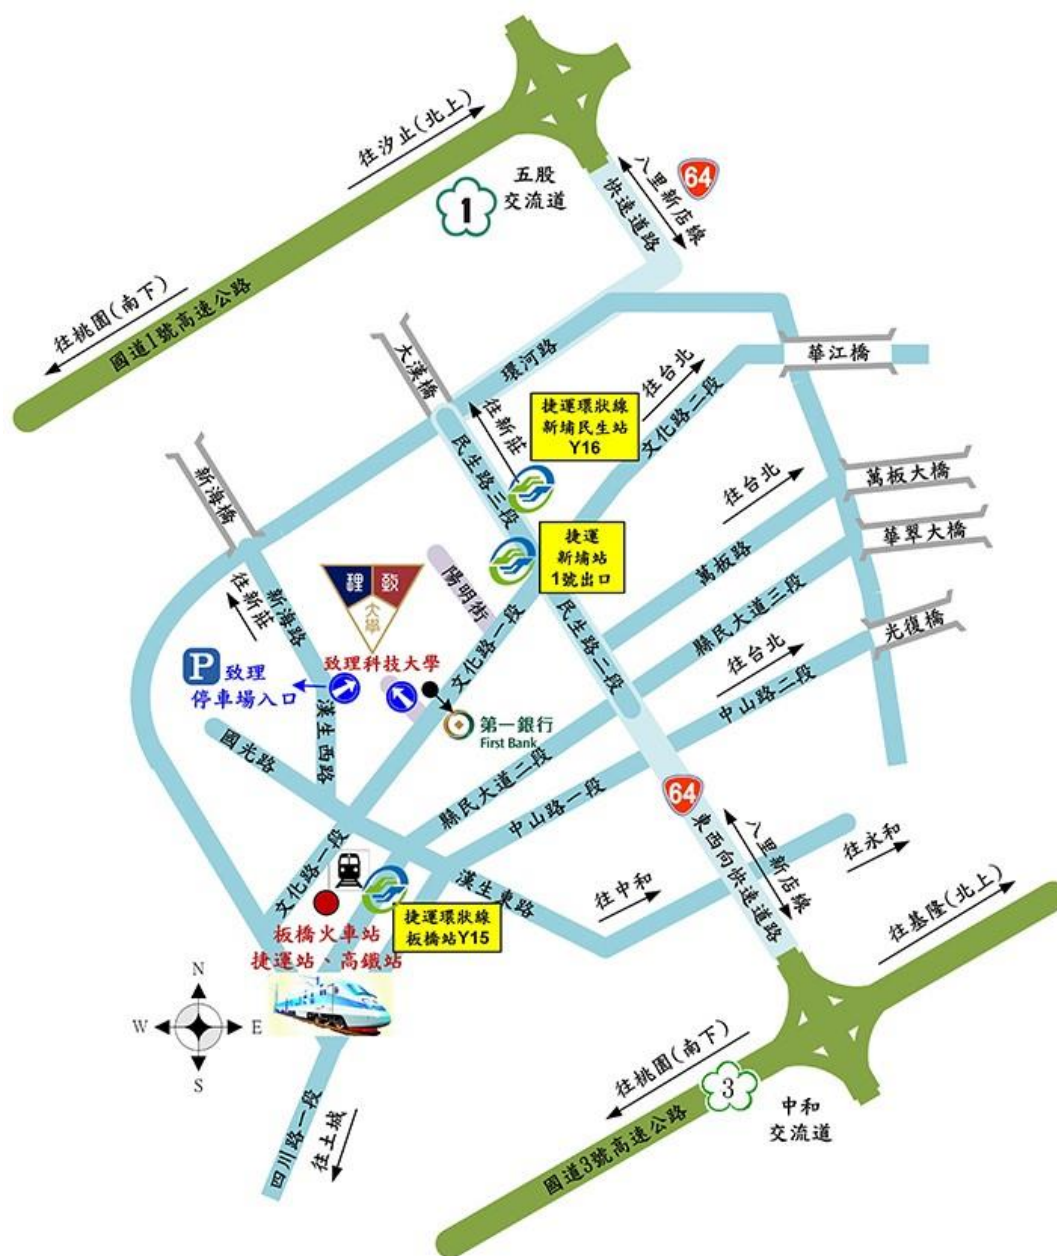 往汐止(北上)
五股
交流道
1
64
八里新店線
快速道路
往桃園(南下)
國道1號高速公路
大漢橋
環河路
往台北
華江橋
往新莊
捷運環狀線
新埔民生站
Y16
文化路二段
民生路三段
新海橋
往台北
萬板大橋
捷運
新埔站
1號出口
萬板路
華翠大橋
往新莊
新海路
理 致
大學
陽明街
文化路一段
民生路二段
縣民大道三段
光復橋
往台北
中山路二段
P 致理
停車場入口
致理科技大學
漢生西路
第一銀行
First Bank
國光路
縣民大道二段
中山路一段
64
東西向快速道路
八里新店線
往永和
文化路一段
漢生東路
往中和
捷運環狀線
板橋站Y15
板橋火車站
捷運站、高鐵站
往基隆(北上)
N
W
E
S
往桃園(南下)
3
中和
交流道
國道3號高速公路
四川路一段
往土城